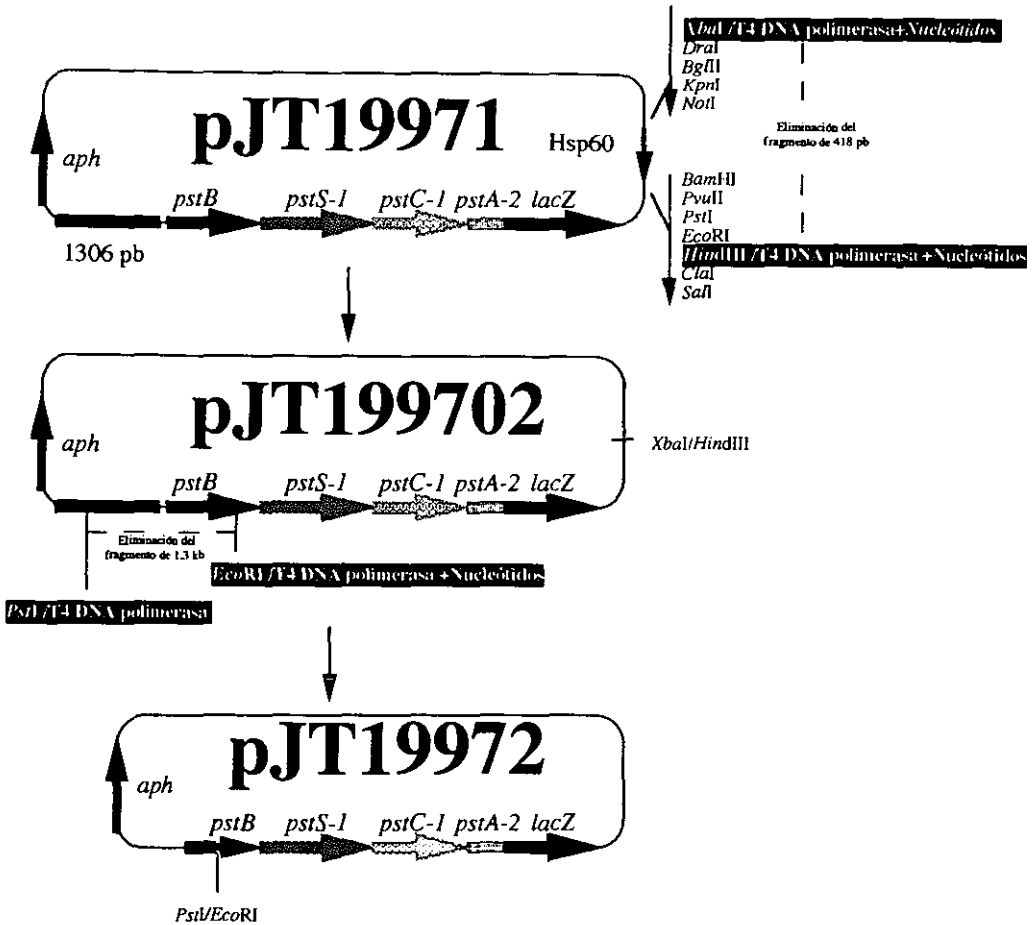 XbaI /T4 DNA polimerasa+Nucleótidos
DraI
BglII
KpnI
NotI
pJT19971
Hsp60
Eliminación del
fragmento de 418 pb
aph
pstB pstS-1 pstC-1 pstA-2 lacZ
1306 pb
BamHI
PvuII
PstI
EcoRI
HindIII /T4 DNA polimerasa +Nucleótidos
ClaI
SalI
pJT199702
aph
XbaI/HindIII
pstB pstS-1 pstC-1 pstA-2 lacZ
Eliminación del
fragmento de 1.3 kb
EcoRI /T4 DNA polimerasa +Nucleótidos
PstI /T4 DNA polimerasa
pJT19972
aph
pstB pstS-1 pstC-1 pstA-2 lacZ
PstI/EcoRI